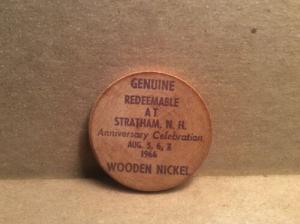 GENUINE
REDEEMABLE
AT
STRATHAM, N. H.
Anniversary Celebration
AUG. 5, 6, 7
1966
WOODEN NICKEL